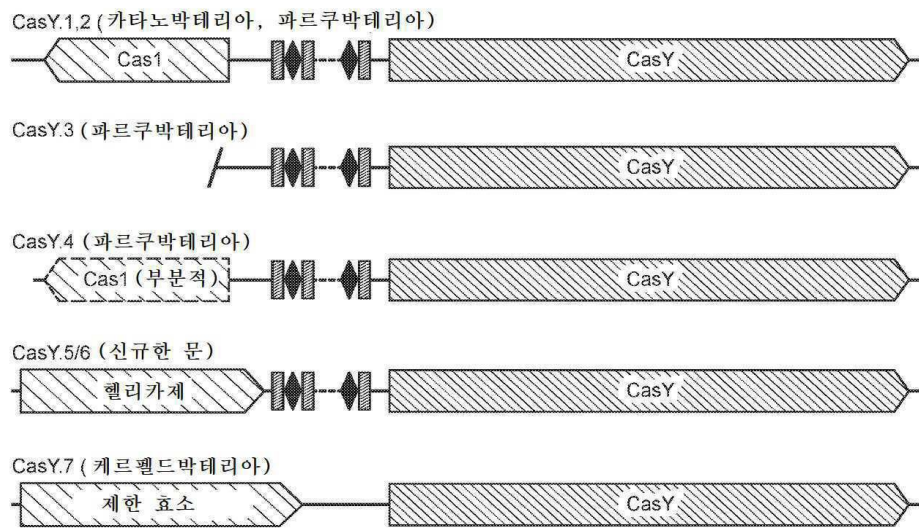 CasY.1,2 (카타노박테리아, 파르쿠박테리아)
Cas1 CasY
CasY.3 (파르쿠박테리아)
CasY
CasY.4 (파르쿠박테리아)
Cas1 (부분적) CasY
CasY.5/6 (신규한 문)
헬리카제 CasY
CasY.7 (케르펠드박테리아)
제한 효소 CasY